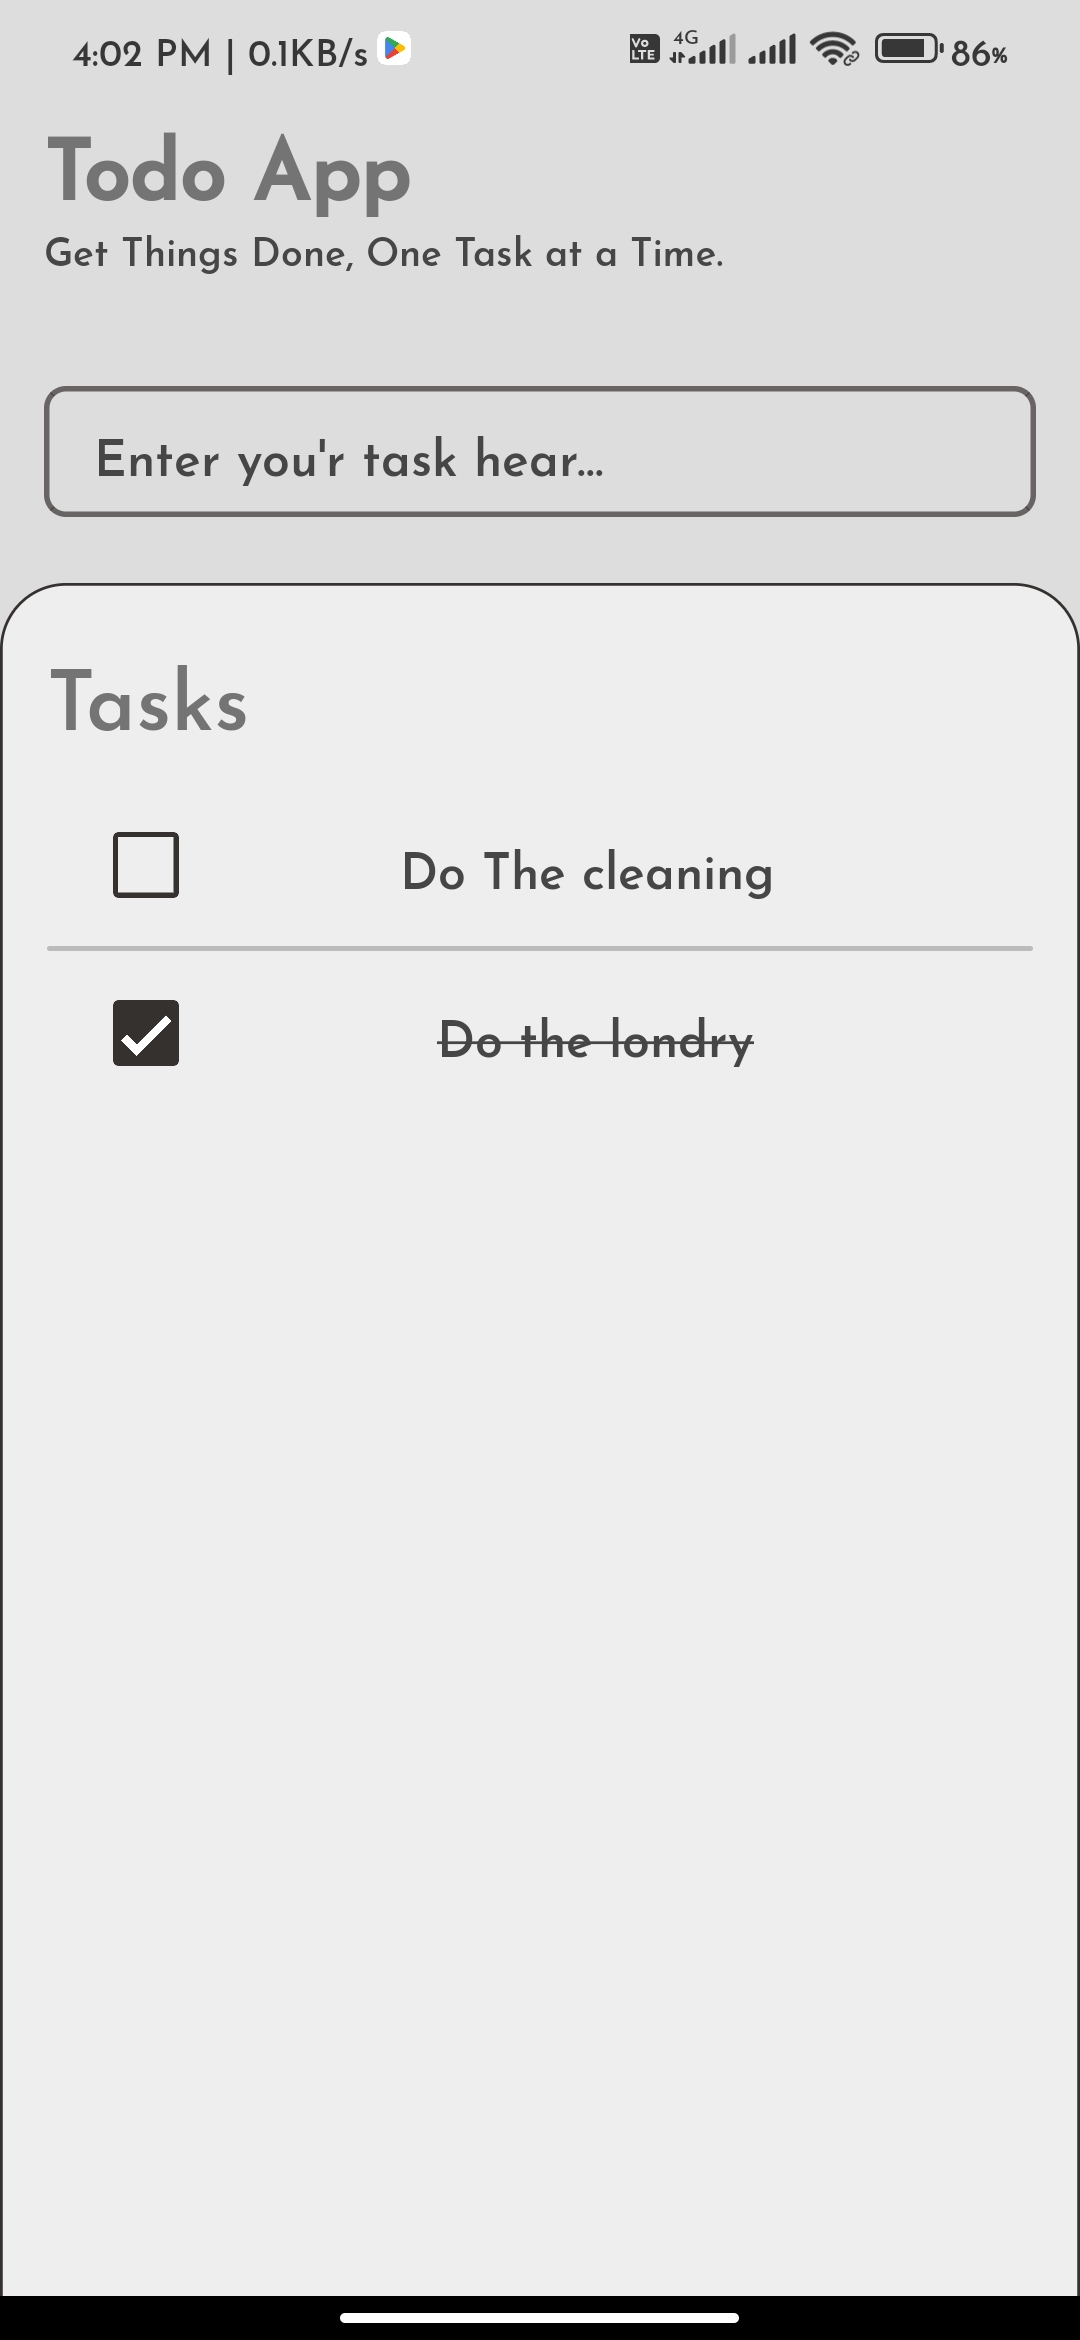 4:02 PM | 0.1KB/s Vo LTE 4G 86%
Todo App
Get Things Done, One Task at a Time.
Enter you'r task hear...
Tasks
Do The cleaning
Do the londry